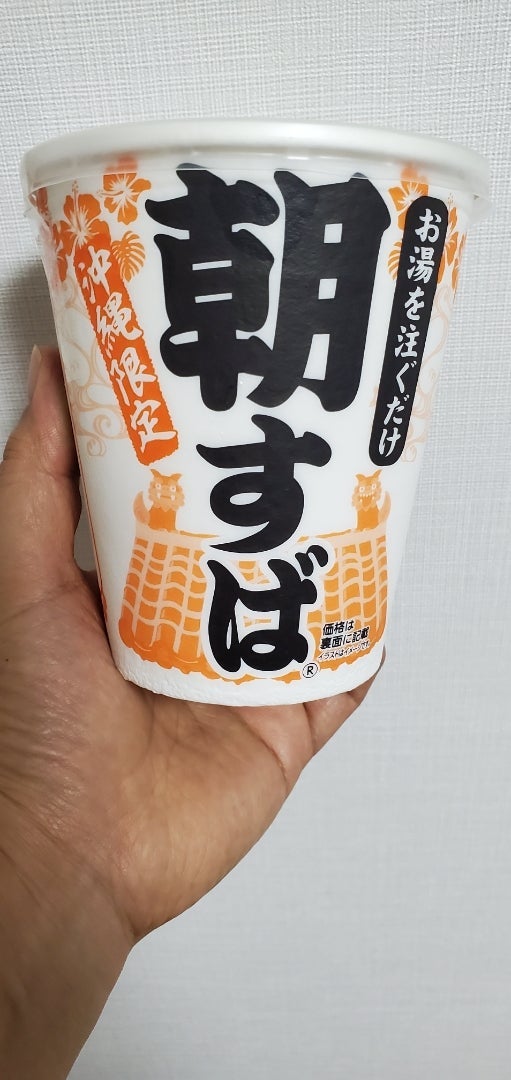 お湯を注ぐだけ
朝すば
®
沖縄限定
価格は
裏面に記載
イラストはイメージです。